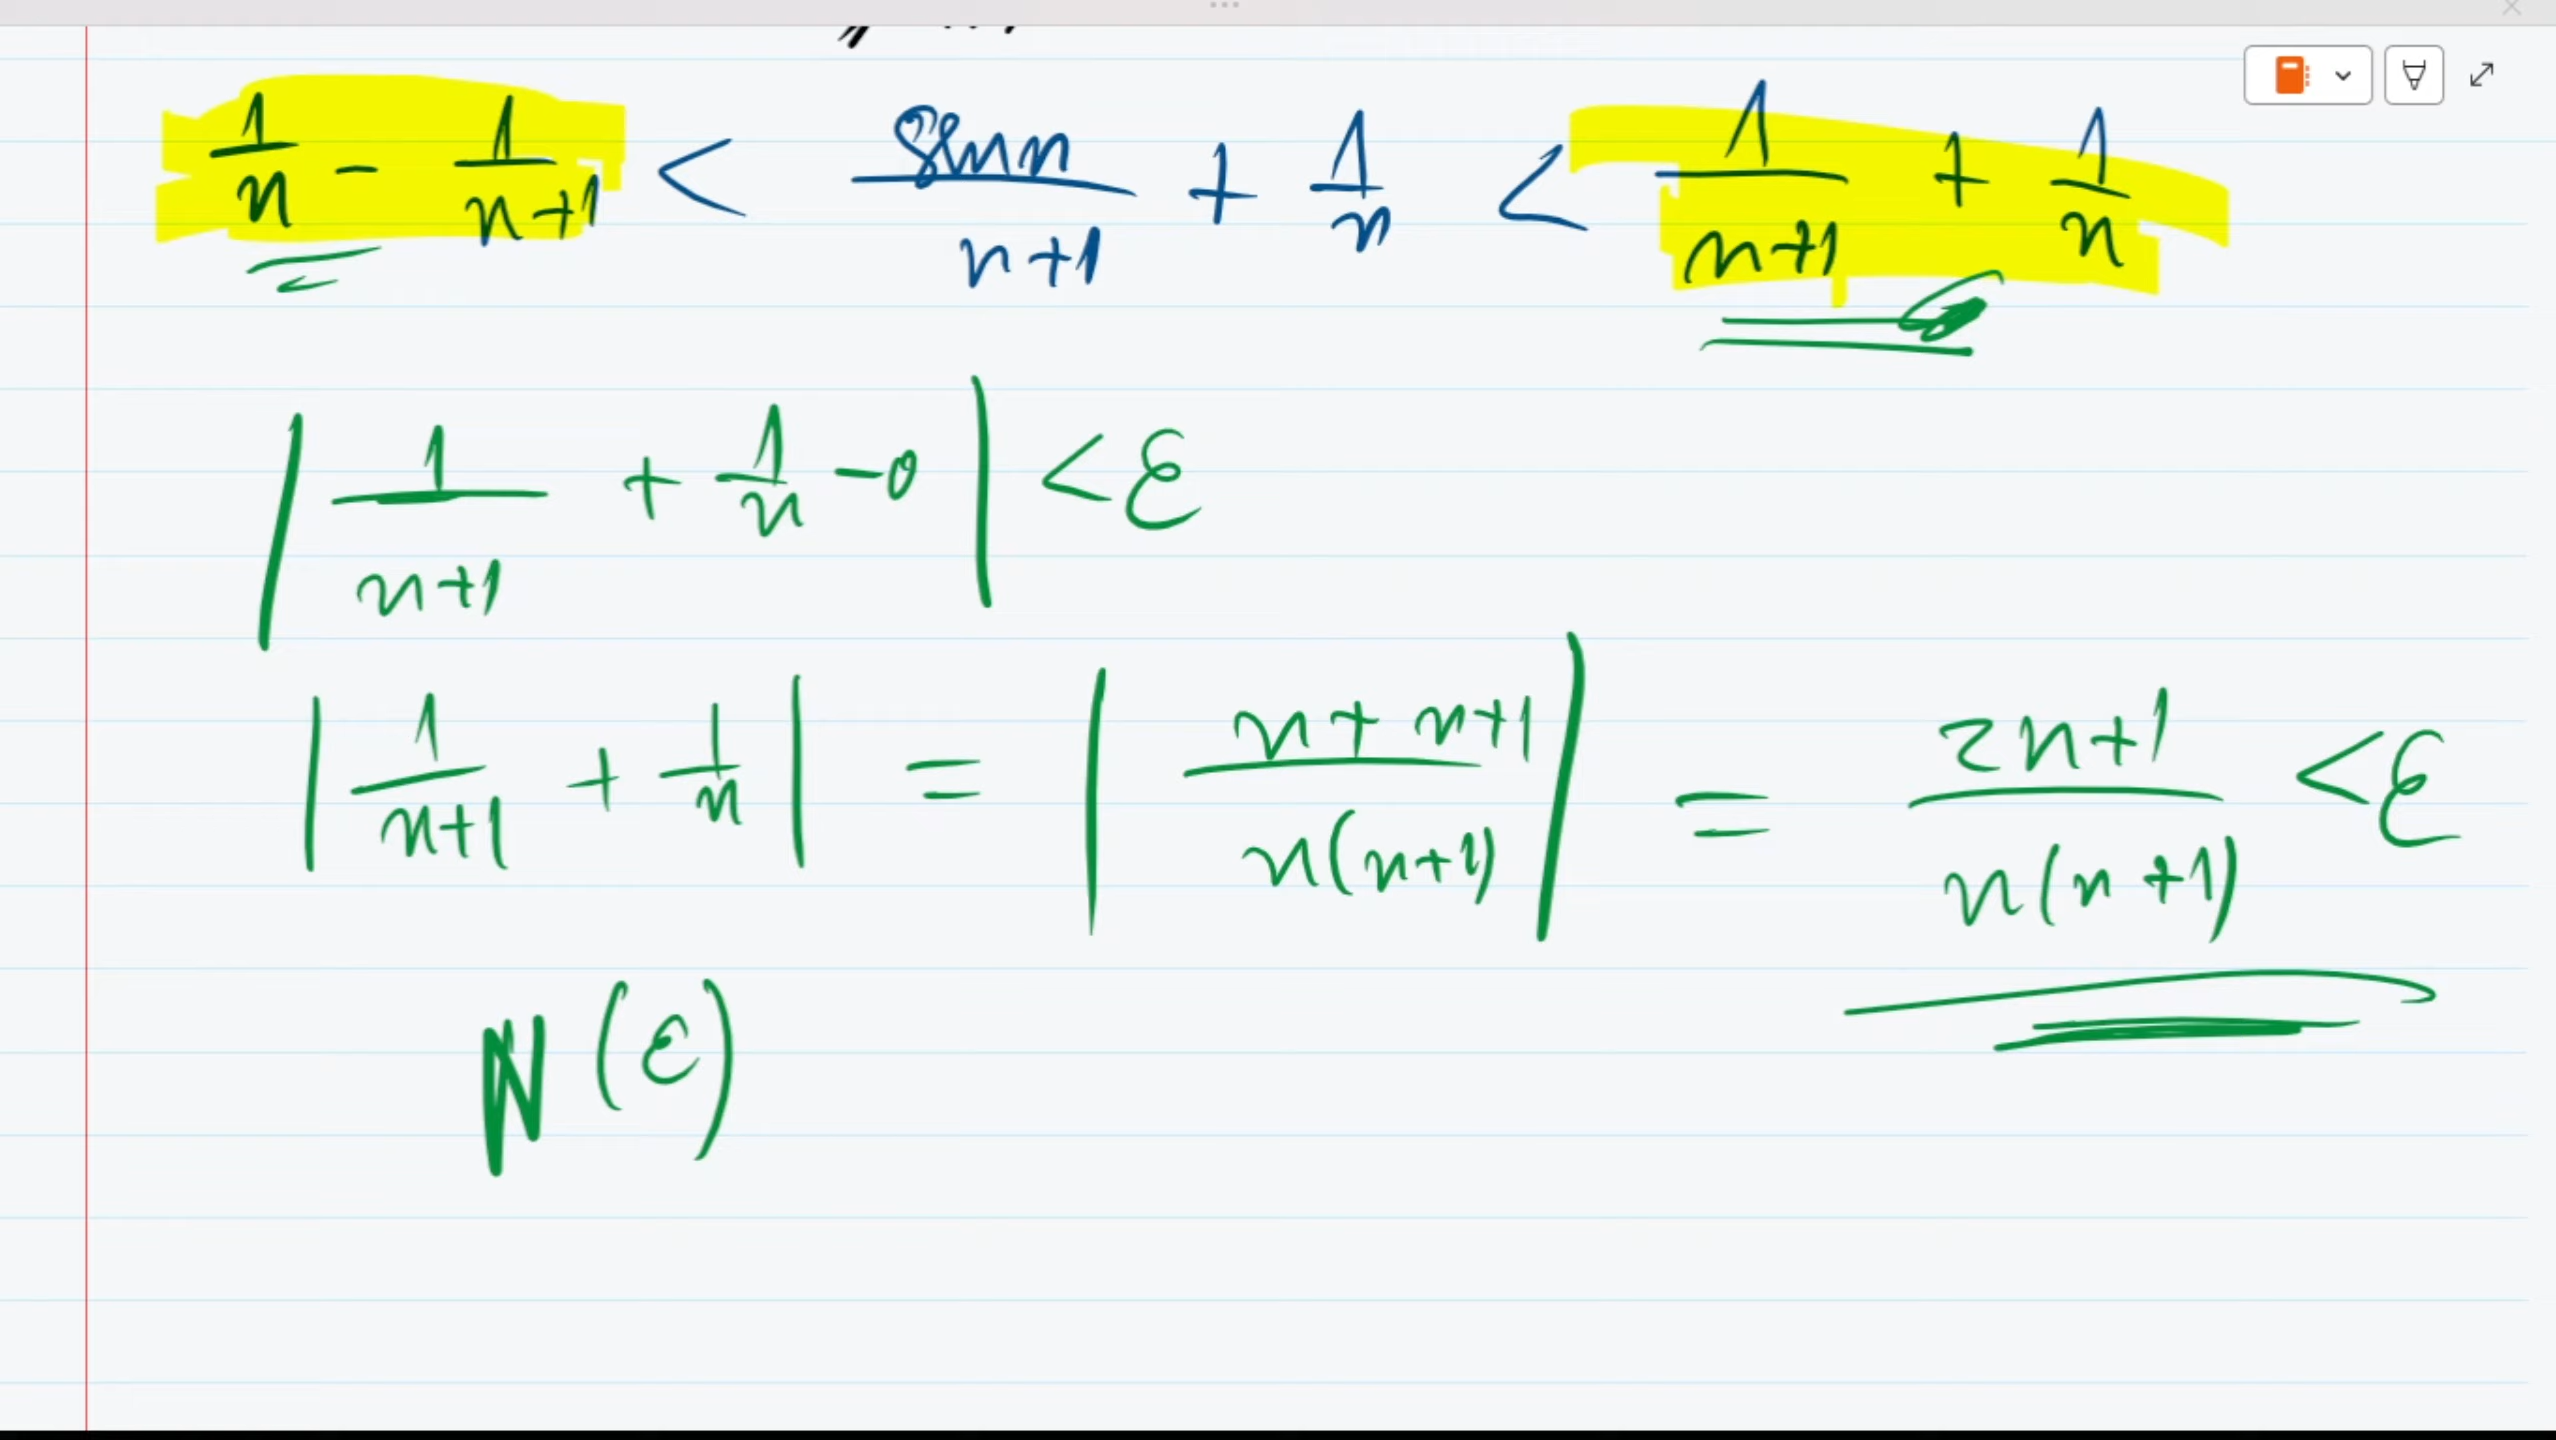 1/n - 1/(n+1) < sin n/(n+1) + 1/n < 1/(n+1) + 1/n
| 1/(n+1) + 1/n - 0 | < ε
| 1/(n+1) + 1/n | = | (n + n+1)/(n(n+1)) | = (2n+1)/(n(n+1)) < ε
N(ε)